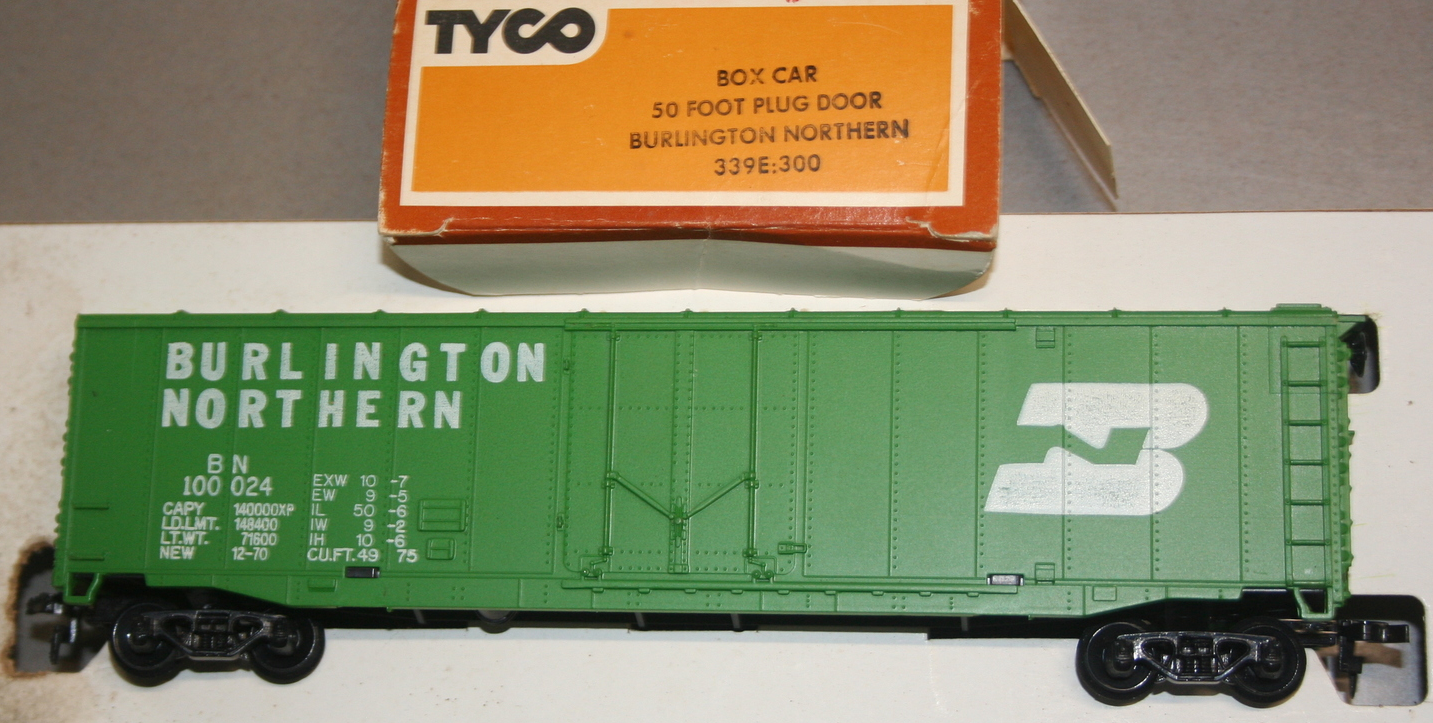 TYCO
BOX CAR
50 FOOT PLUG DOOR
BURLINGTON NORTHERN
339E:300
BURLINGTON
NORTHERN
BN
100 024
CAPY 140000XP
LD.LMT. 148400
LT.WT. 71600
NEW 12-70
EXW 10 -7
EW 9 -5
IL 50 -6
IW 9 -2
IH 10 -6
CU.FT. 49 75